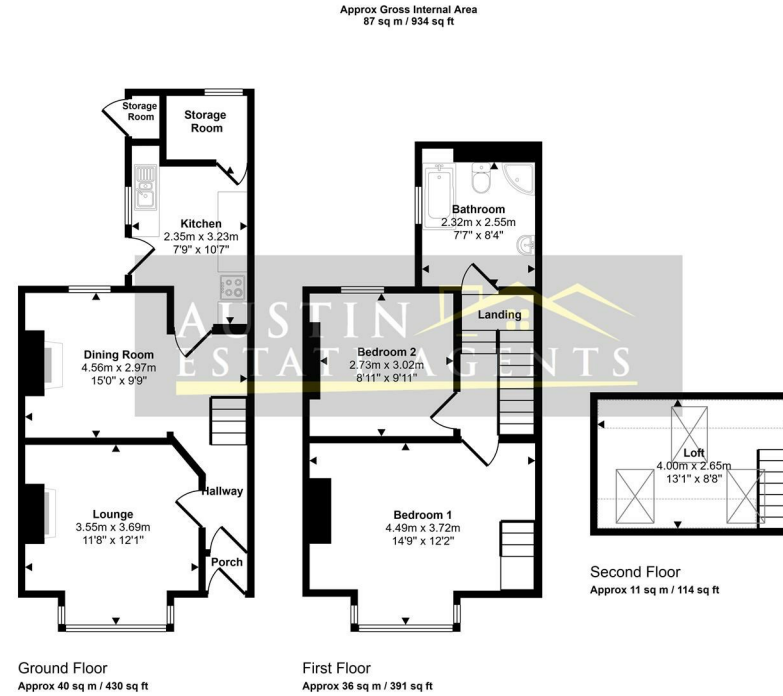 Approx Gross Internal Area
87 sq m / 934 sq ft
Storage
Room
Storage
Room
Kitchen
2.35m x 3.23m
7'9" x 10'7"
Dining Room
4.56m x 2.97m
15'0" x 9'9"
Lounge
3.55m x 3.69m
11'8" x 12'1"
Hallway
Porch
Ground Floor
Approx 40 sq m / 430 sq ft
Bathroom
2.32m x 2.55m
7'7" x 8'4"
Landing
Bedroom 2
2.73m x 3.02m
8'11" x 9'11"
Bedroom 1
4.49m x 3.72m
14'9" x 12'2"
First Floor
Approx 36 sq m / 391 sq ft
Loft
4.00m x 2.65m
13'1" x 8'8"
Second Floor
Approx 11 sq m / 114 sq ft
AUSTIN
ESTATE AGENTS